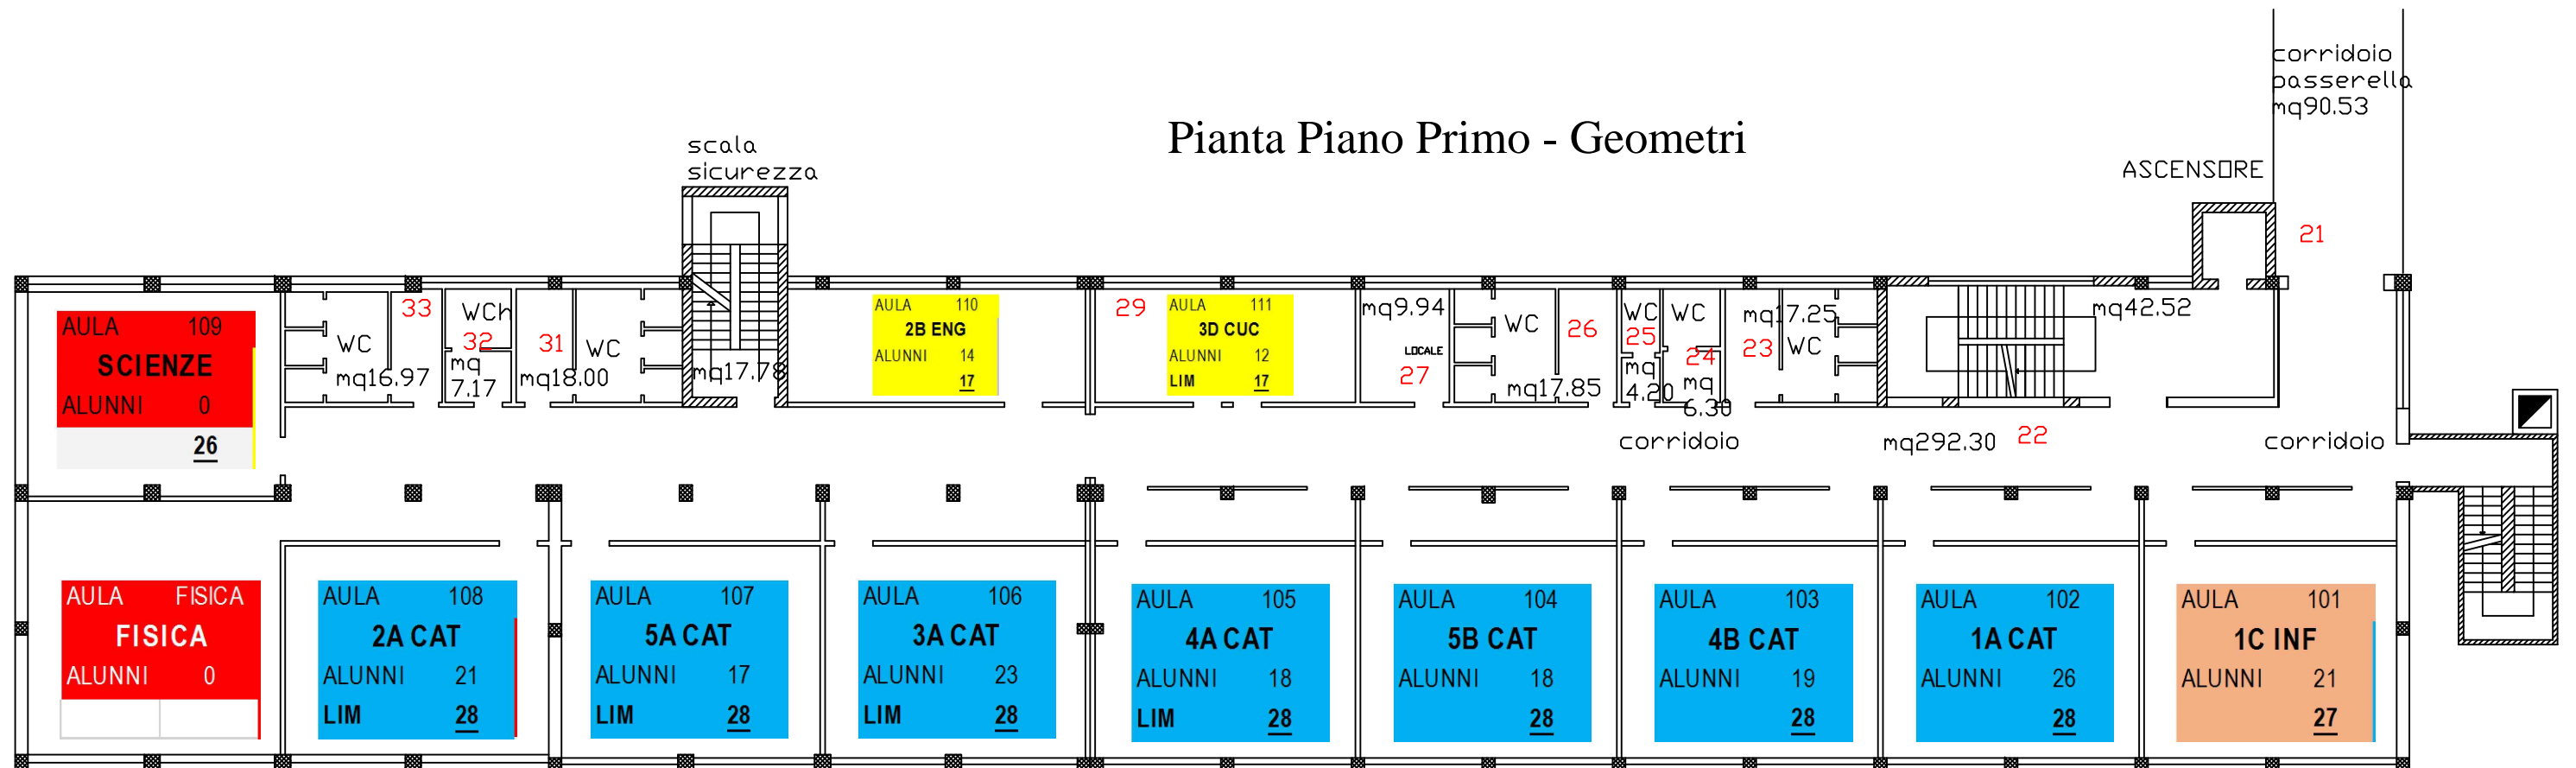 corridoio
passerella
mq90.53
Pianta Piano Primo - Geometri
scala
sicurezza
ASCENSORE
21
AULA 109
SCIENZE
ALUNNI 0
26
WC
mq16.97
33
WCh
32
mq
7.17
31
mq18.00
WC
mq17.78
AULA 110
2B ENG
ALUNNI 14
17
29
AULA 111
3D CUC
ALUNNI 12
LIM 17
mq9.94
LOCALE
27
WC
mq17.85
26
WC
25
mq
4.20
WC
24
mq
6.30
mq17.25
23
WC
mq42.52
corridoio
mq292.30
22
corridoio
AULA FISICA
FISICA
ALUNNI 0
AULA 108
2A CAT
ALUNNI 21
LIM 28
AULA 107
5A CAT
ALUNNI 17
LIM 28
AULA 106
3A CAT
ALUNNI 23
LIM 28
AULA 105
4A CAT
ALUNNI 18
LIM 28
AULA 104
5B CAT
ALUNNI 18
28
AULA 103
4B CAT
ALUNNI 19
28
AULA 102
1A CAT
ALUNNI 26
28
AULA 101
1C INF
ALUNNI 21
27